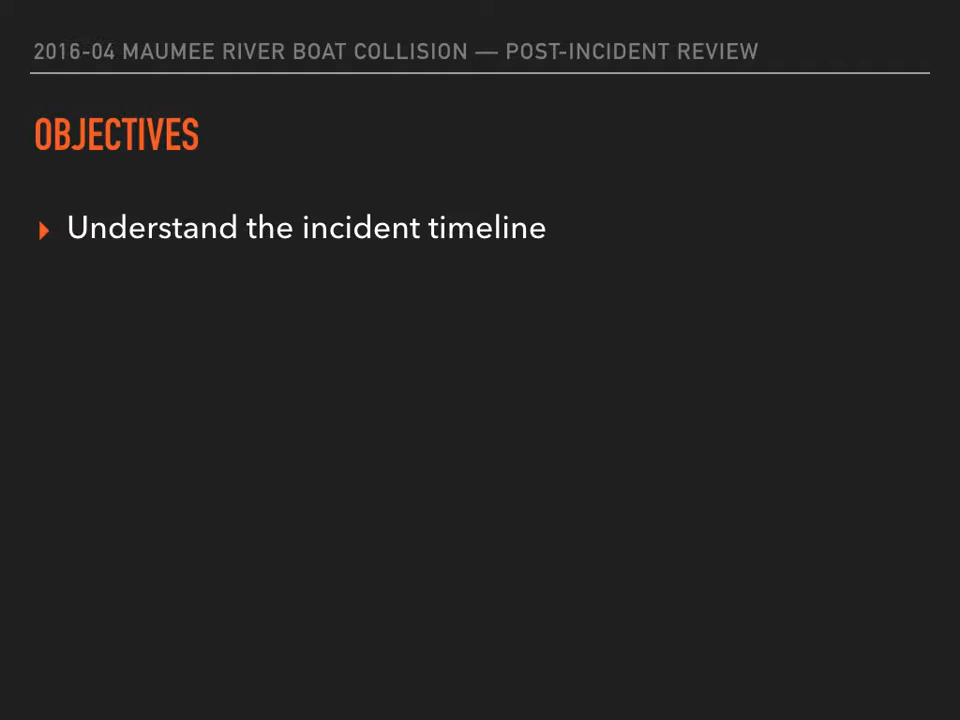 2016-04 MAUMEE RIVER BOAT COLLISION — POST-INCIDENT REVIEW
OBJECTIVES
▸ Understand the incident timeline